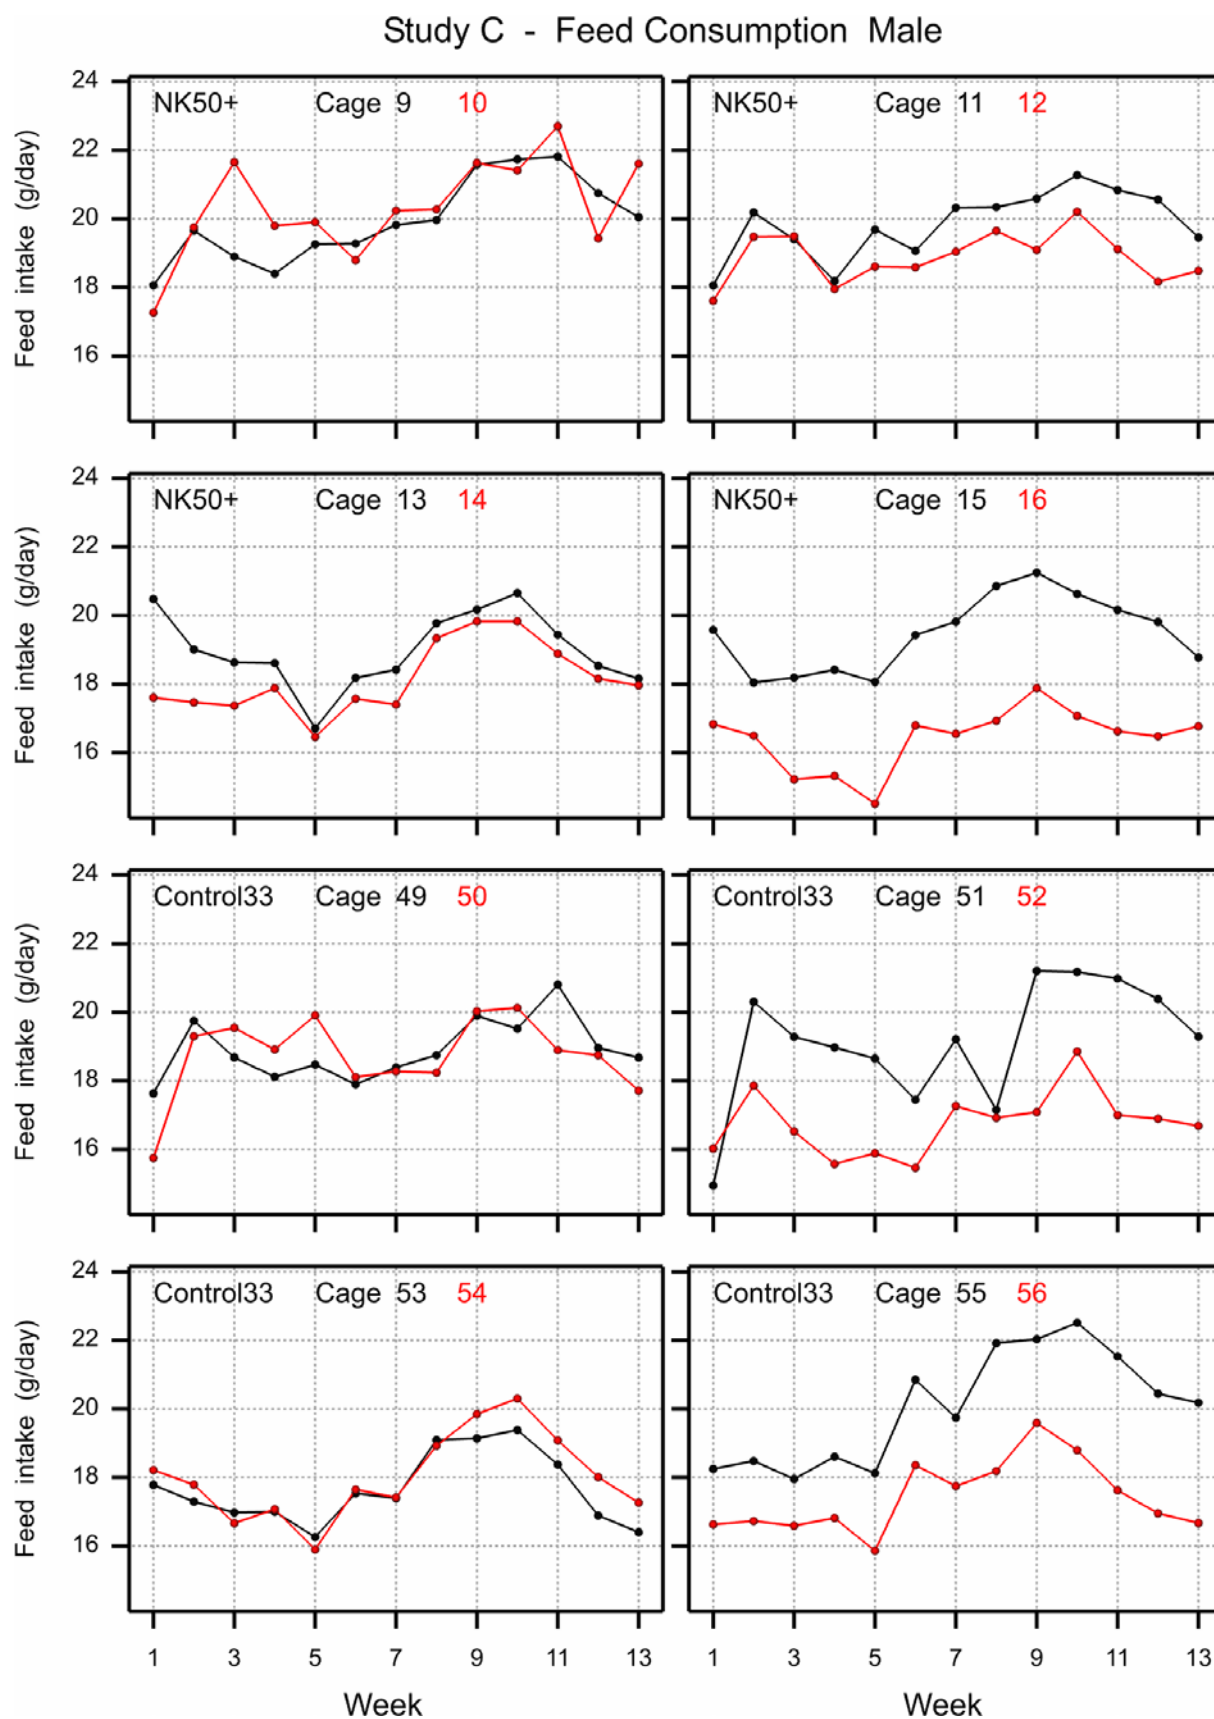 Study C - Feed Consumption Male
24
22
20
18
16
Feed intake (g/day)
NK50+ Cage 9 10
NK50+ Cage 11 12
24
22
20
18
16
Feed intake (g/day)
NK50+ Cage 13 14
NK50+ Cage 15 16
24
22
20
18
16
Feed intake (g/day)
Control33 Cage 49 50
Control33 Cage 51 52
24
22
20
18
16
Feed intake (g/day)
Control33 Cage 53 54
Control33 Cage 55 56
1 3 5 7 9 11 13
1 3 5 7 9 11 13
Week
Week